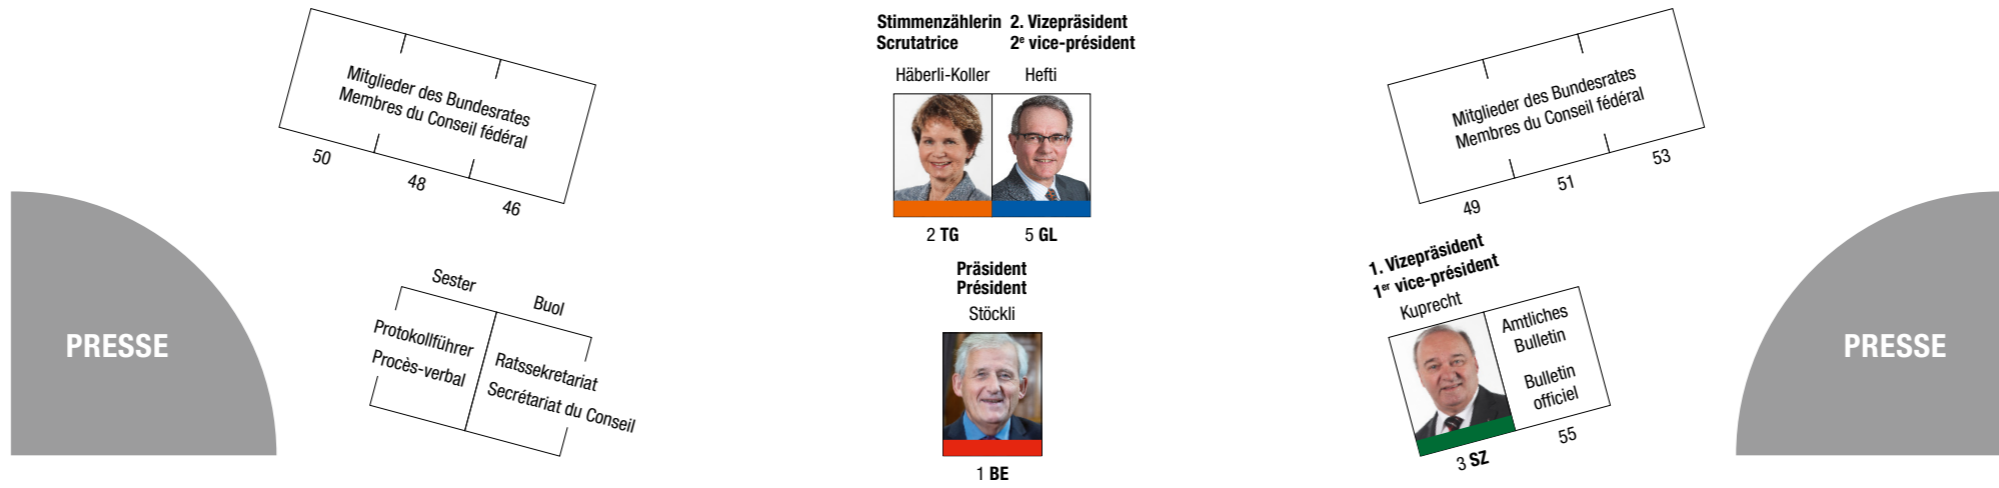 Mitglieder des Bundesrates
Membres du Conseil fédéral
50
48
46
Stimmenzählerin
Scrutatrice
Häberli-Koller
2 TG
2. Vizepräsident
2e vice-président
Hefti
5 GL
Mitglieder des Bundesrates
Membres du Conseil fédéral
49
51
53
PRESSE
Sester
Protokollführer
Procès-verbal
Buol
Ratssekretariat
Secrétariat du Conseil
Präsident
Président
Stöckli
1 BE
1. Vizepräsident
1er vice-président
Kuprecht
3 SZ
Amtliches
Bulletin
Bulletin
officiel
55
PRESSE